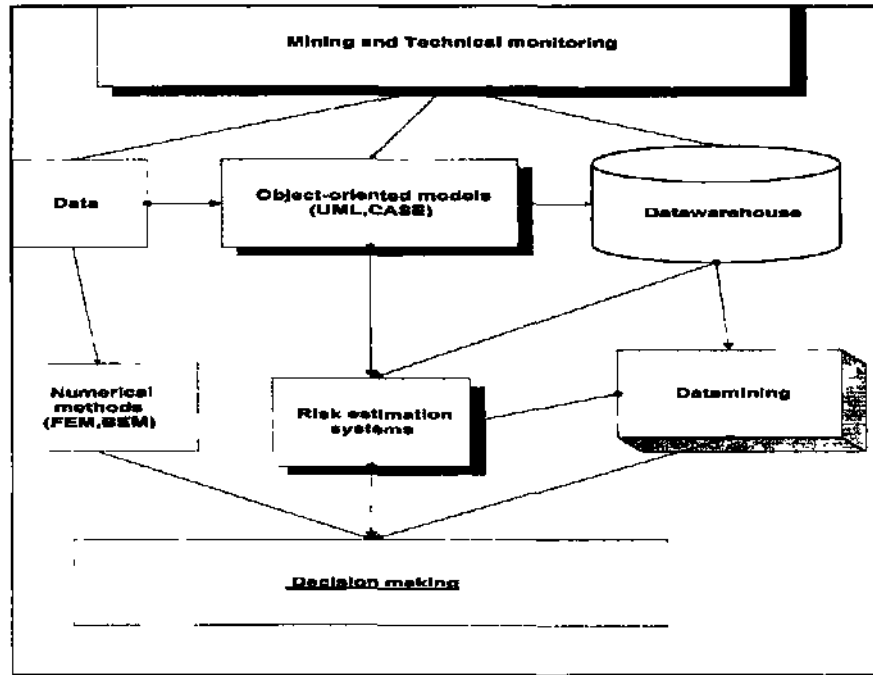 Mining and Technical monitoring
Data
Object-oriented models
(UML,CASE)
Datawarehouse
Numerical
methods
(FEM,BEM)
Risk estimation
systems
Datamining
Decision making